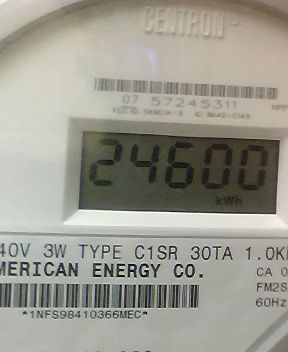 CENTRON
07 57245311
24600
kWh
40V 3W TYPE C1SR 30TA 1.0K
MERICAN ENERGY CO.
CA 0
FM2S
60Hz
*1NFS98410366MEC*